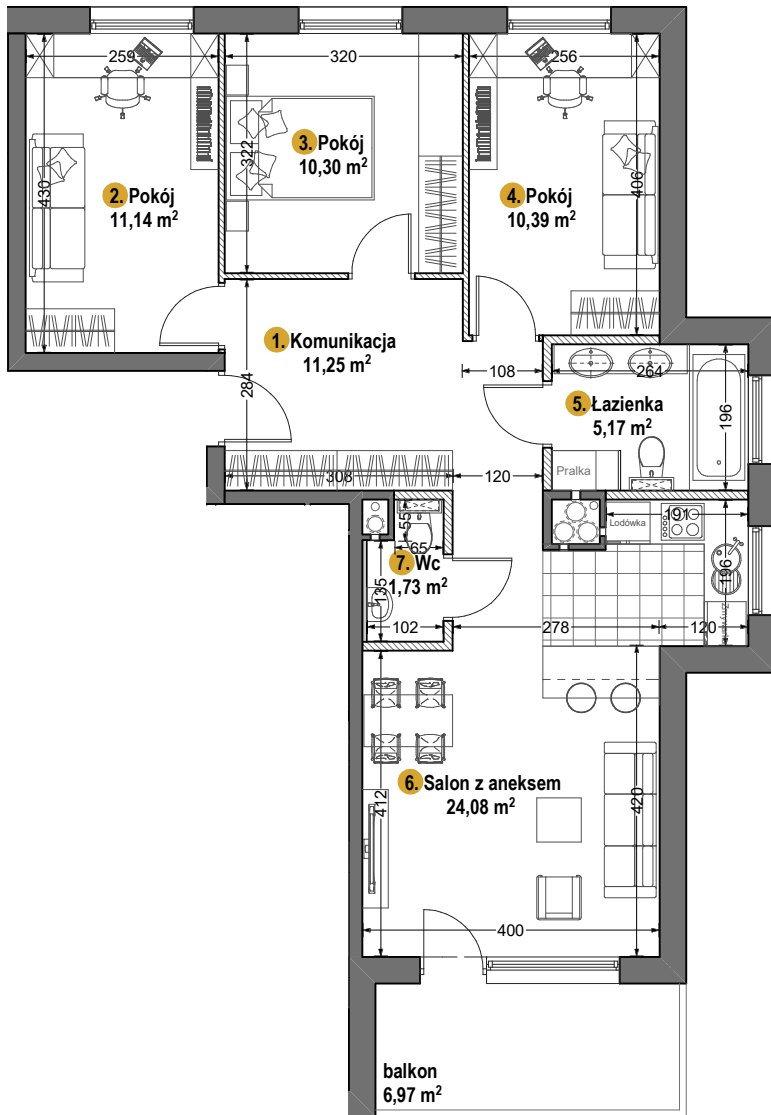 259
320
256
430
2. Pokój
11,14 m²
322
3. Pokój
10,30 m²
406
4. Pokój
10,39 m²
1. Komunikacja
11,25 m²
284
108
264
5. Łazienka
5,17 m²
196
308
120
Pralka
55
65
7. Wc
1,73 m²
135
102
Lodówka
191
196
278
120
6. Salon z aneksem
24,08 m²
412
420
400
balkon
6,97 m²